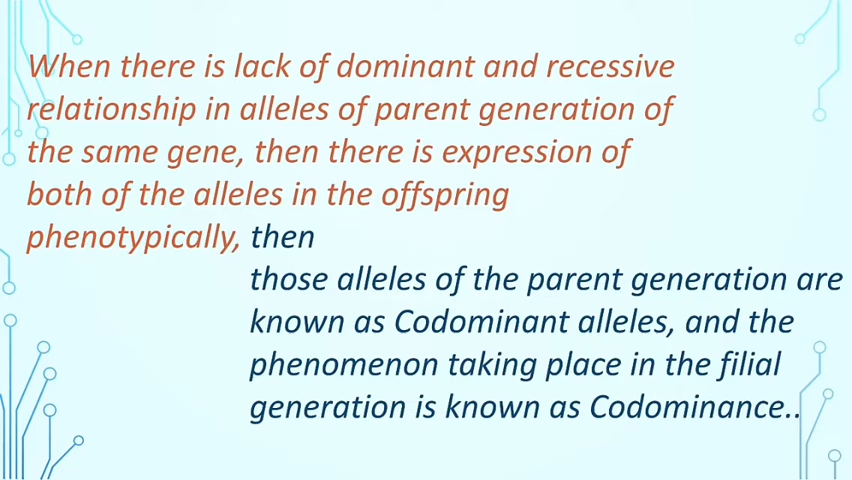 When there is lack of dominant and recessive
relationship in alleles of parent generation of
the same gene, then there is expression of
both of the alleles in the offspring
phenotypically, then
those alleles of the parent generation are
known as Codominant alleles, and the
phenomenon taking place in the filial
generation is known as Codominance..